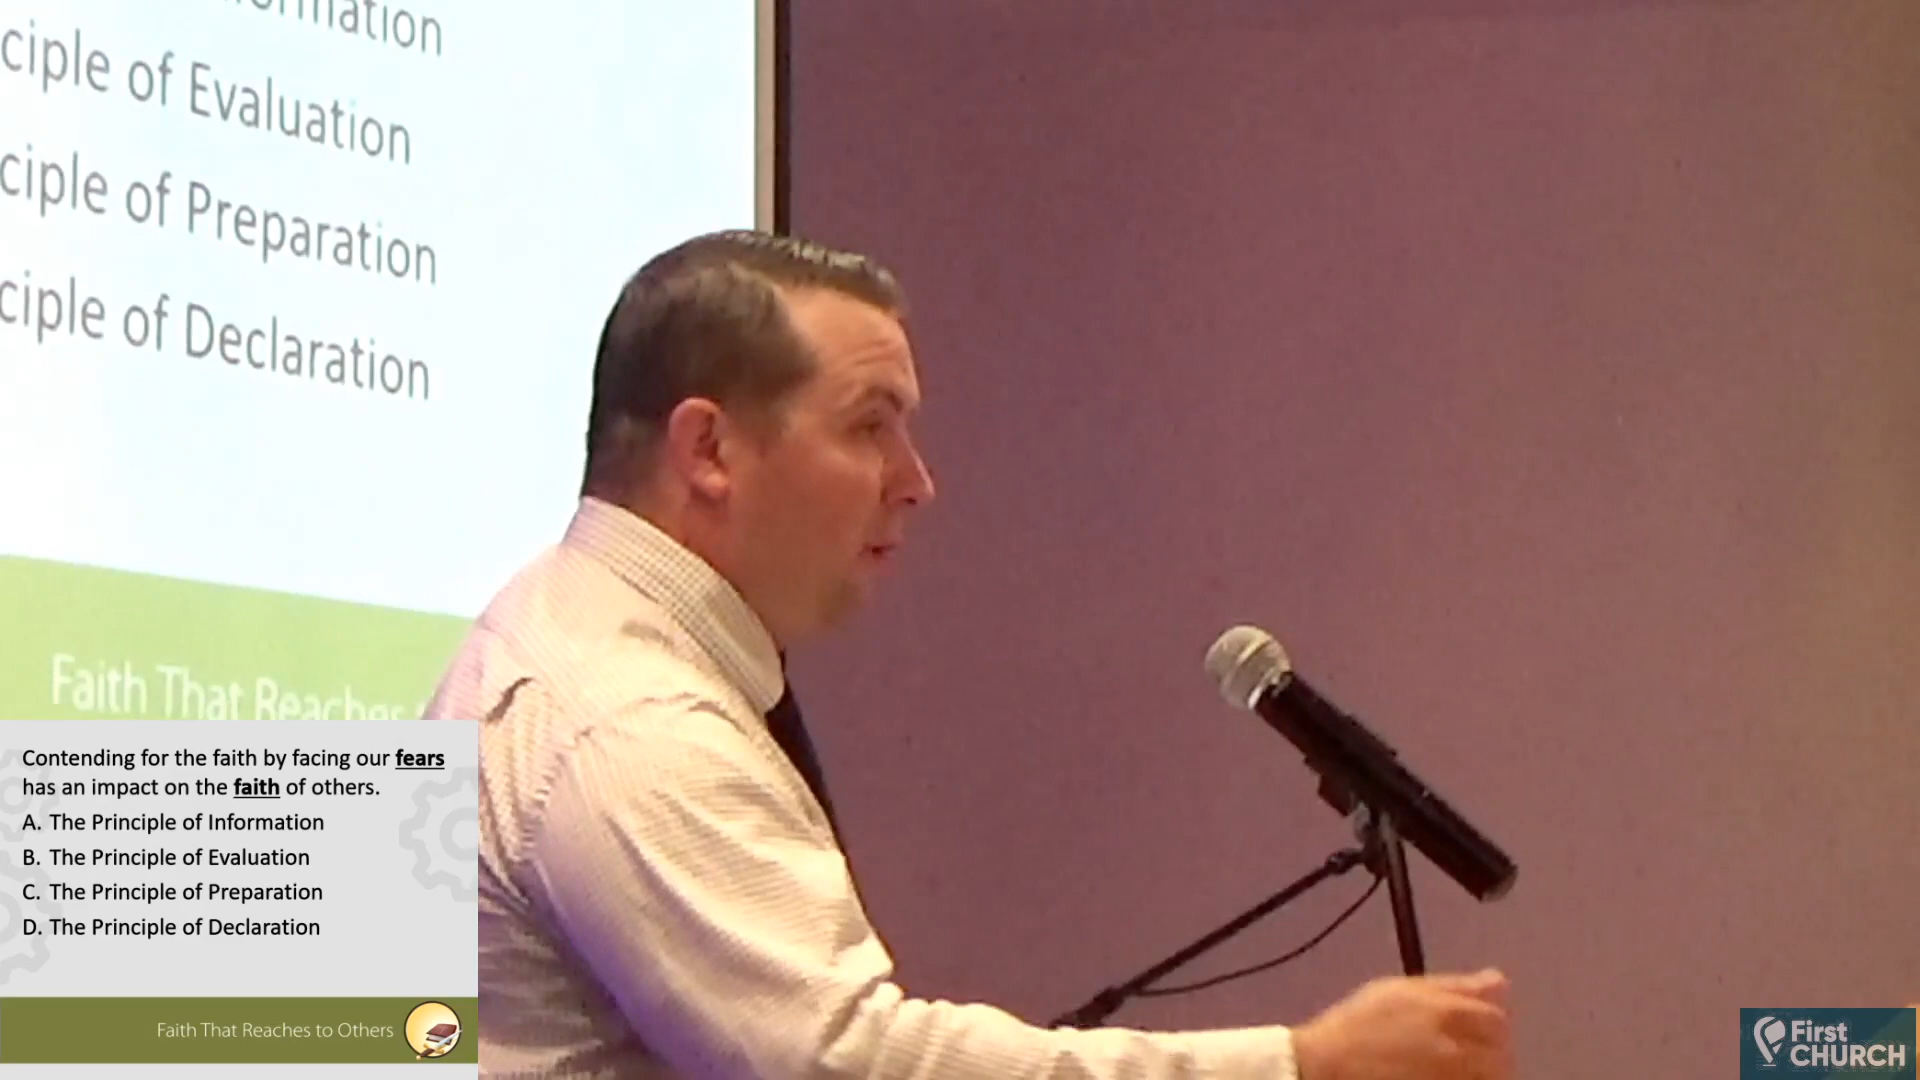 ciple of Evaluation
ciple of Preparation
ciple of Declaration
Faith That Reaches
Contending for the faith by facing our fears
has an impact on the faith of others.
A. The Principle of Information
B. The Principle of Evaluation
C. The Principle of Preparation
D. The Principle of Declaration
Faith That Reaches to Others
First
CHURCH